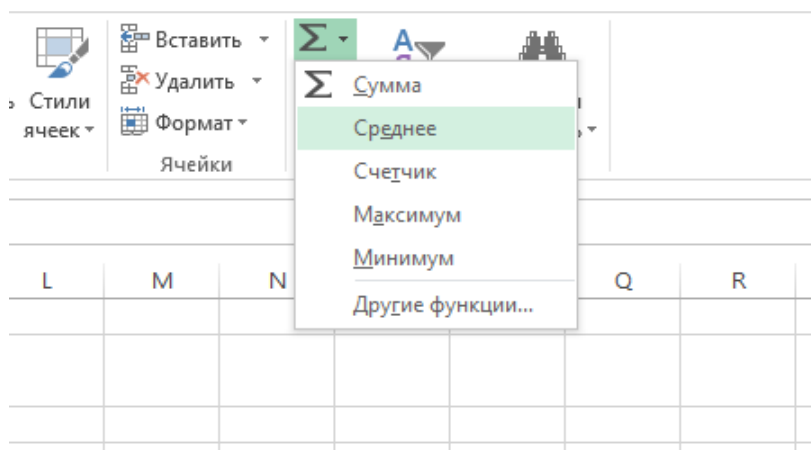 Вставить
Удалить
Формат
Стили
ячеек
Ячейки
Σ
А
Σ Сумма
Среднее
Счетчик
Максимум
Минимум
Другие функции...
L M N Q R